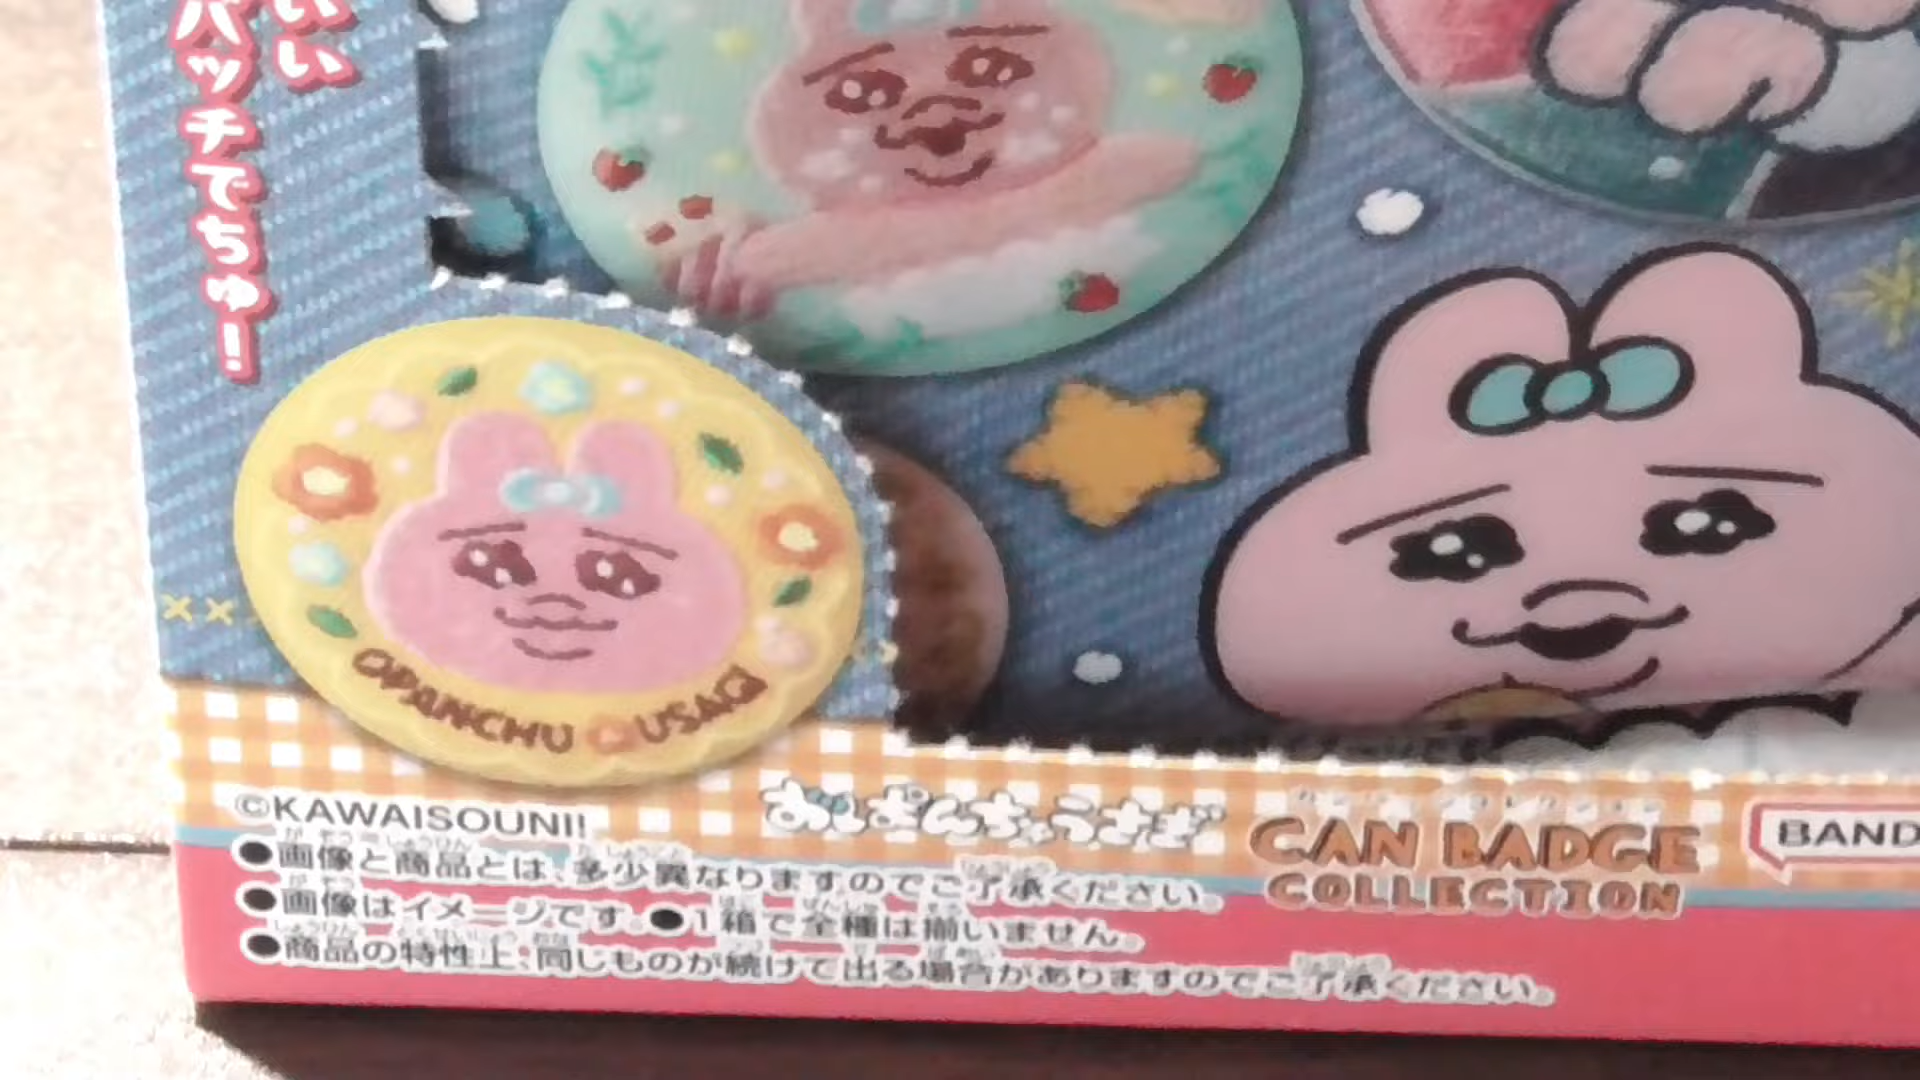 いい
バッチでちゅ!
OPANCHU USAGI
©KAWAISOUNI!
おぱんちゅうさぎ
CAN BADGE
COLLECTION
BAND
●画像と商品とは、多少異なりますのでご了承ください。
●画像はイメージです。●1箱で全種は揃いません。
●商品の特性上、同じものが続けて出る場合がありますのでご了承ください。